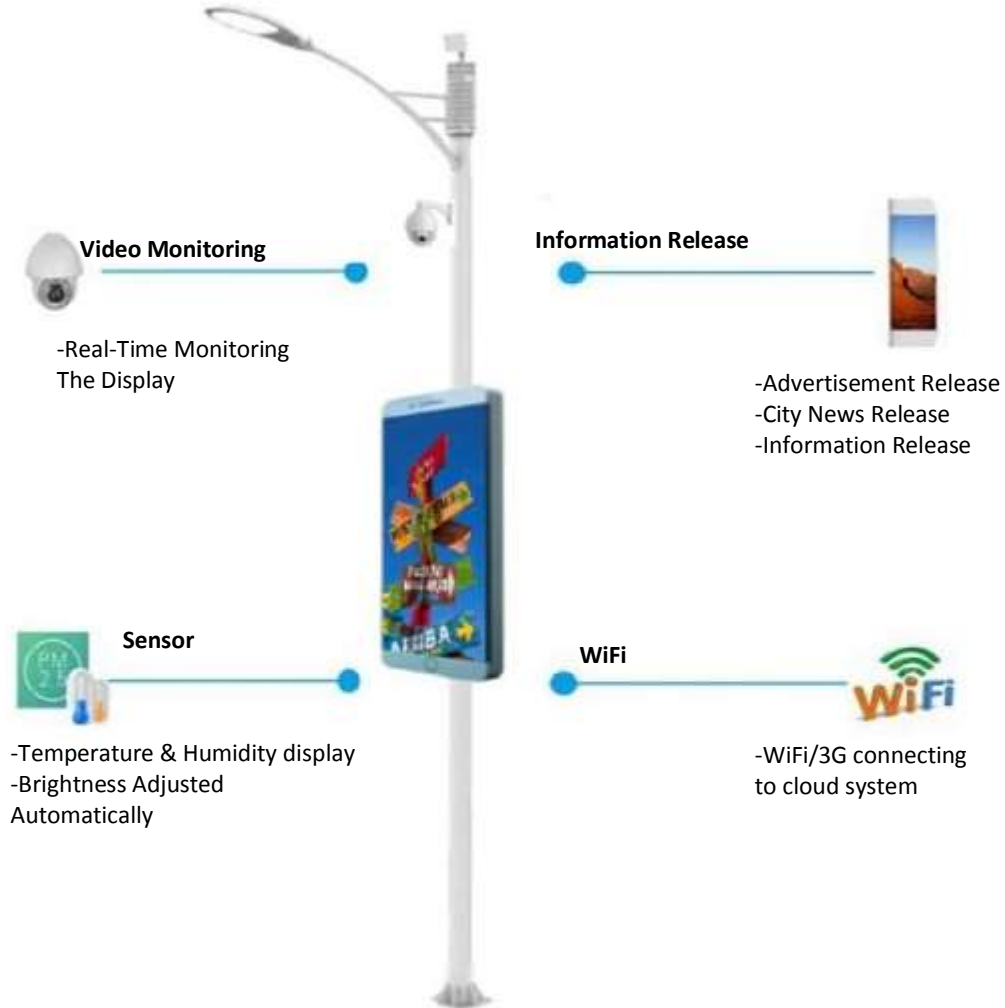 Video Monitoring
-Real-Time Monitoring
The Display
Information Release
-Advertisement Release
-City News Release
-Information Release
Sensor
-Temperature & Humidity display
-Brightness Adjusted
Automatically
WiFi
WiFi
-WiFi/3G connecting
to cloud system